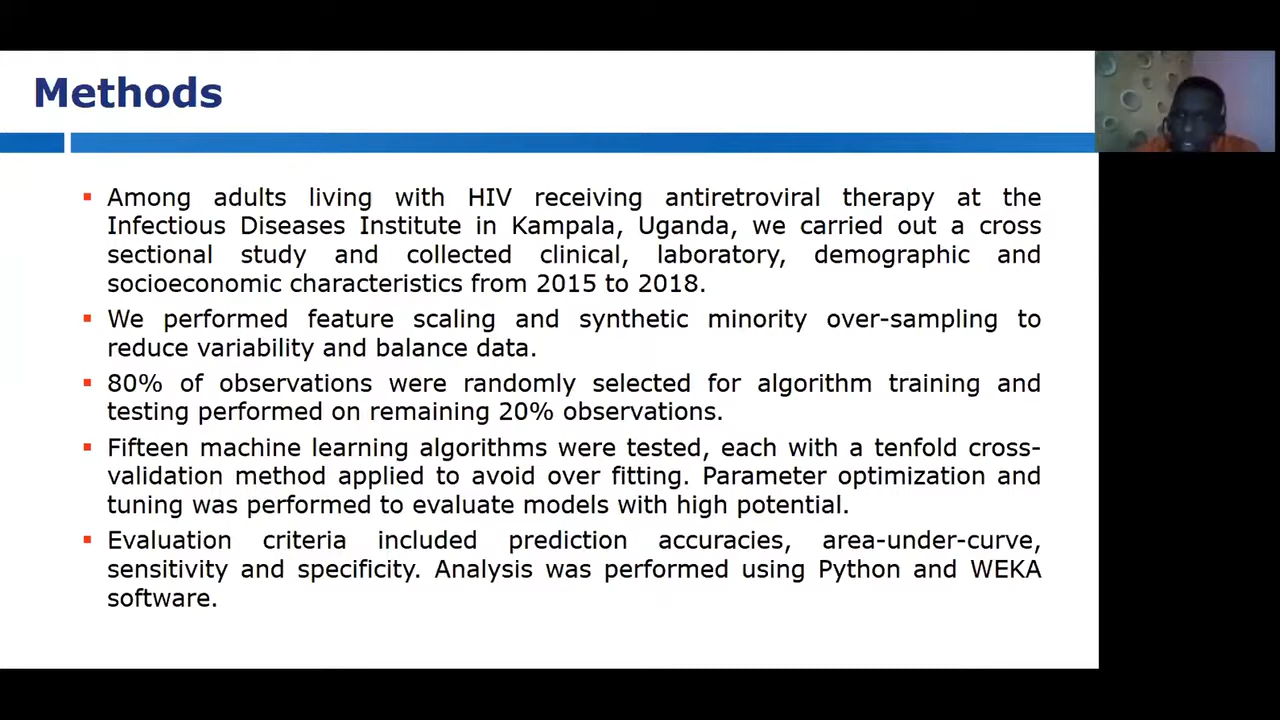 Methods
Among adults living with HIV receiving antiretroviral therapy at the
Infectious Diseases Institute in Kampala, Uganda, we carried out a cross
sectional study and collected clinical, laboratory, demographic and
socioeconomic characteristics from 2015 to 2018.
We performed feature scaling and synthetic minority over-sampling to
reduce variability and balance data.
80% of observations were randomly selected for algorithm training and
testing performed on remaining 20% observations.
Fifteen machine learning algorithms were tested, each with a tenfold cross-
validation method applied to avoid over fitting. Parameter optimization and
tuning was performed to evaluate models with high potential.
Evaluation criteria included prediction accuracies, area-under-curve,
sensitivity and specificity. Analysis was performed using Python and WEKA
software.